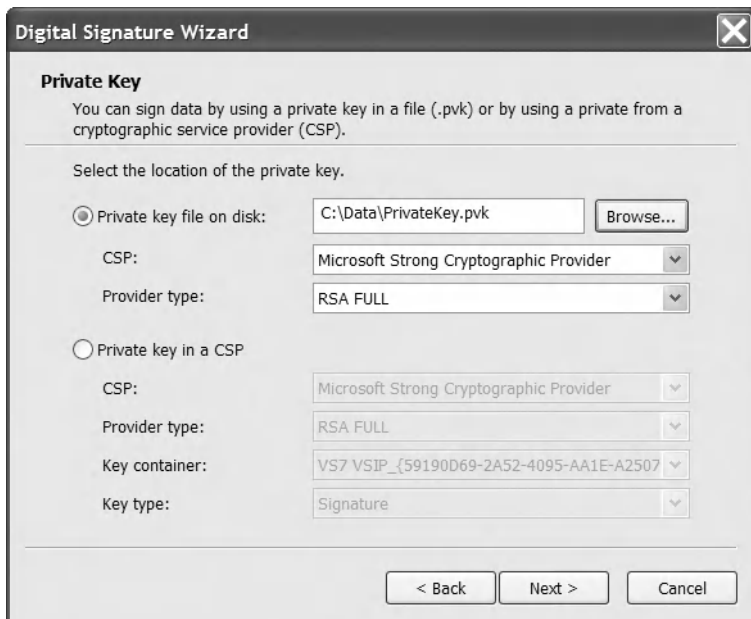 Digital Signature Wizard
Private Key
You can sign data by using a private key in a file (.pvk) or by using a private from a
cryptographic service provider (CSP).
Select the location of the private key.
Private key file on disk: C:\Data\PrivateKey.pvk Browse...
CSP: Microsoft Strong Cryptographic Provider
Provider type: RSA FULL
Private key in a CSP
CSP: Microsoft Strong Cryptographic Provider
Provider type: RSA FULL
Key container: VS7 VSIP_{59190D69-2A52-4095-AA1E-A2507
Key type: Signature
< Back Next > Cancel